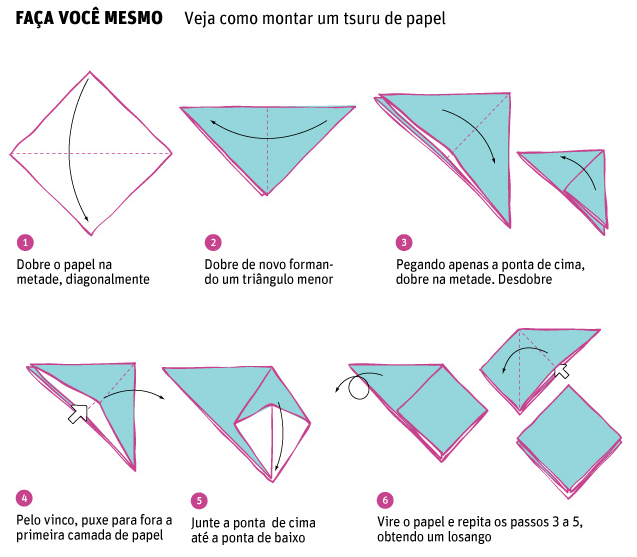 FAÇA VOCÊ MESMO Veja como montar um tsuru de papel
1
Dobre o papel na
metade, diagonalmente
2
Dobre de novo forman-
do um triângulo menor
3
Pegando apenas a ponta de cima,
dobre na metade. Desdobre
4
Pelo vinco, puxe para fora a
primeira camada de papel
5
Junte a ponta de cima
até a ponta de baixo
6
Vire o papel e repita os passos 3 a 5,
obtendo um losango